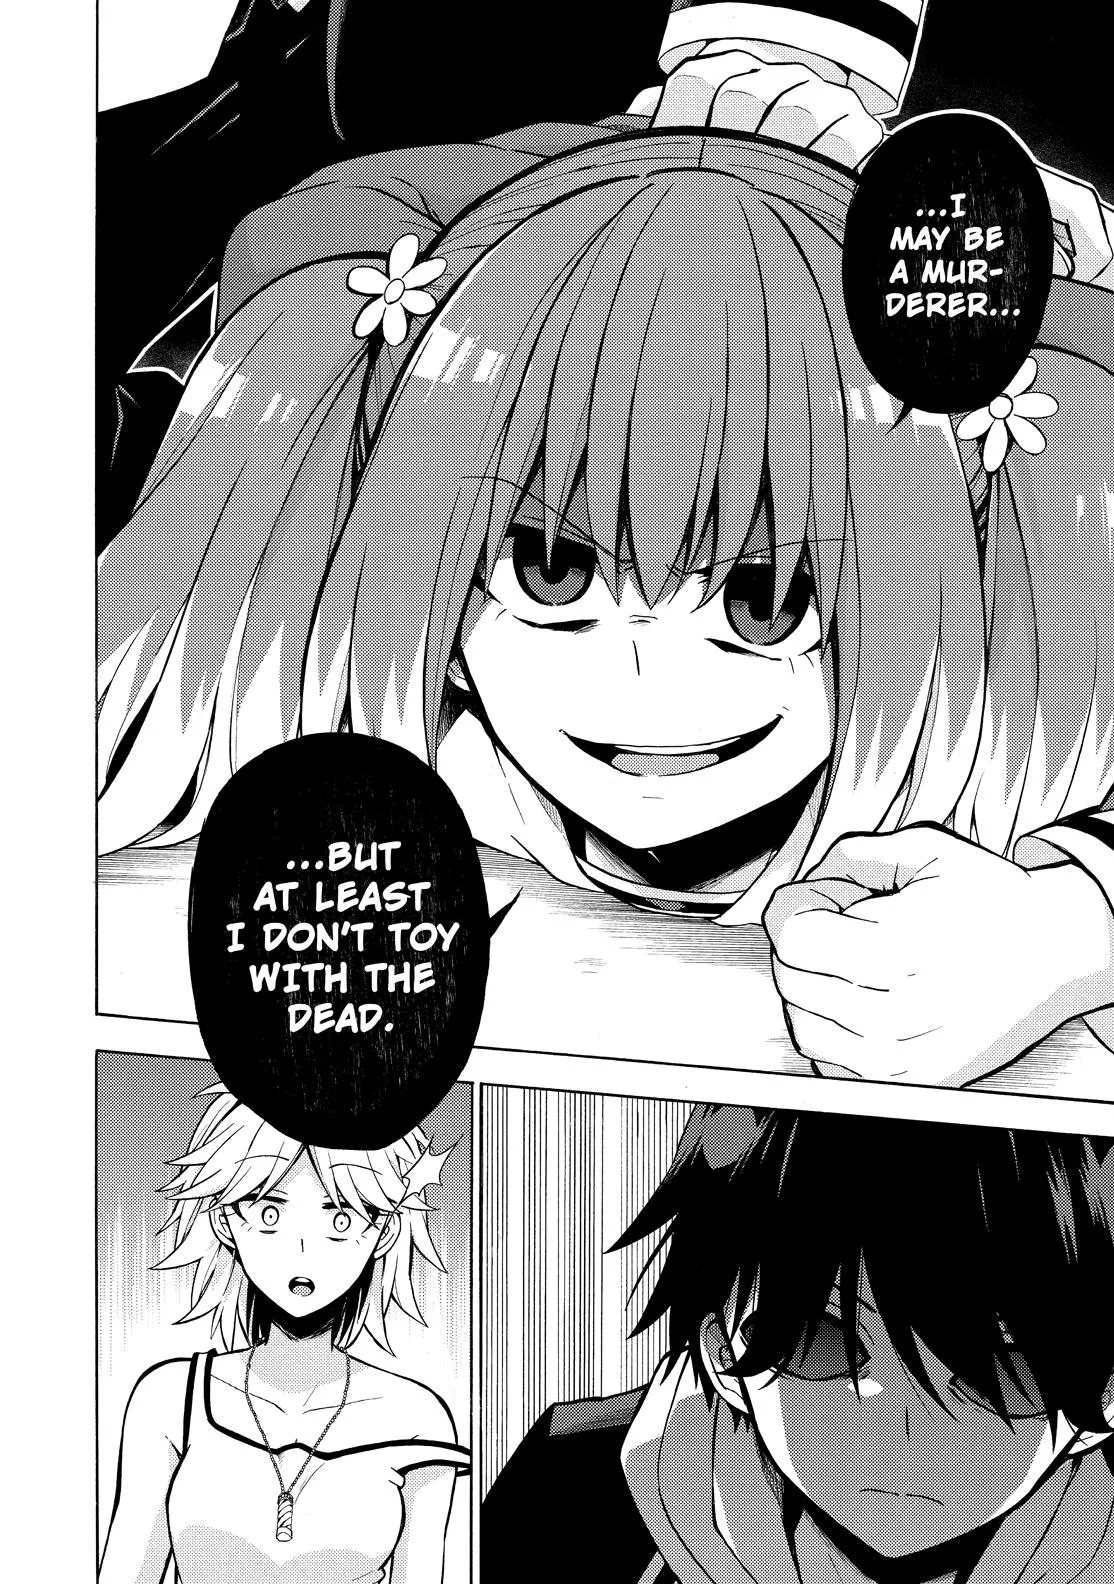 ...I
MAY BE
A MUR-
DERER...
...BUT
AT LEAST
I DON'T TOY
WITH THE
DEAD.